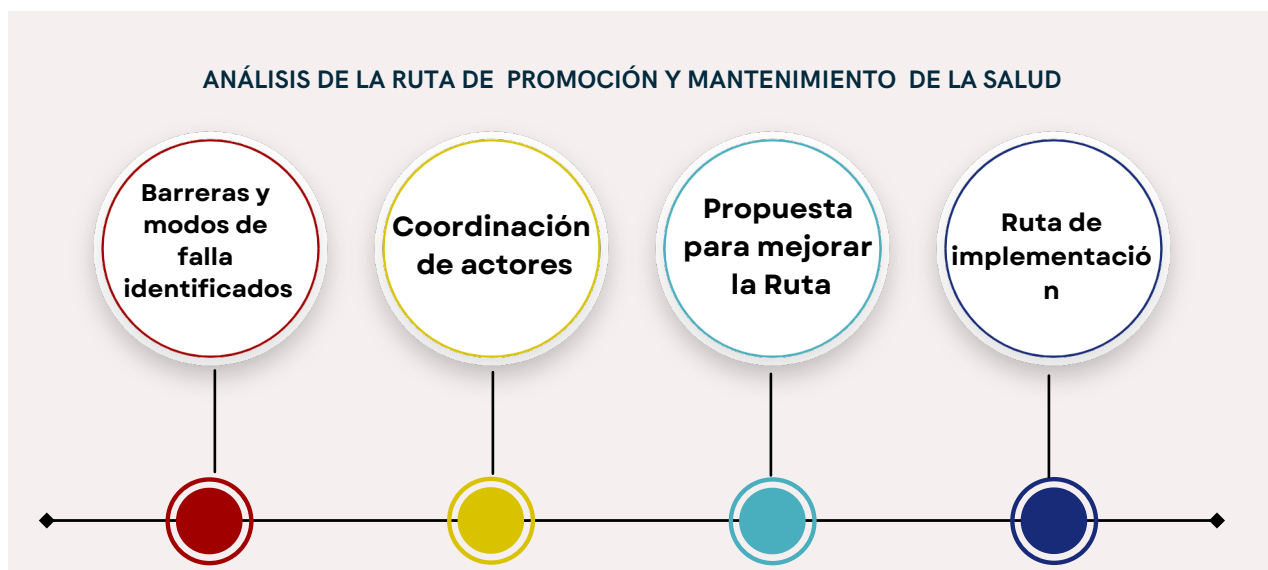 ANÁLISIS DE LA RUTA DE PROMOCIÓN Y MANTENIMIENTO DE LA SALUD
Barreras y
modos de
falla
identificados
Coordinación
de actores
Propuesta
para mejorar
la Ruta
Ruta de
implementació
n